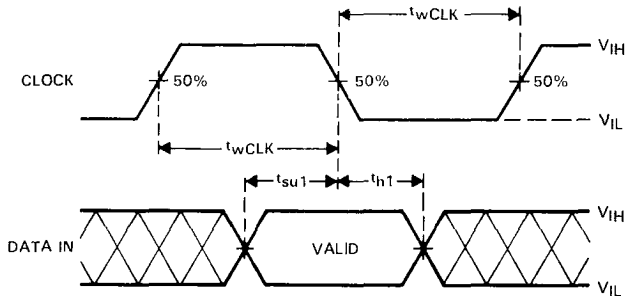 twCLK
VIH
CLOCK
50%
50%
50%
VIL
twCLK
tsu1
th1
VIH
DATA IN
VALID
VIL